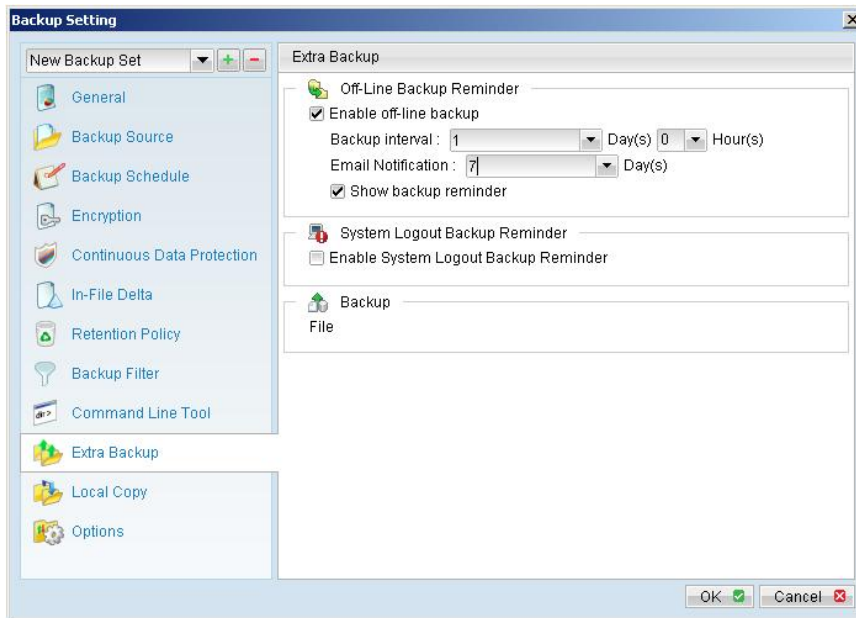 Backup Setting
New Backup Set
General
Backup Source
Backup Schedule
Encryption
Continuous Data Protection
In-File Delta
Retention Policy
Backup Filter
Command Line Tool
Extra Backup
Local Copy
Options
Extra Backup
Off-Line Backup Reminder
Enable off-line backup
Backup interval : 1 Day(s) 0 Hour(s)
Email Notification : 7 Day(s)
Show backup reminder
System Logout Backup Reminder
Enable System Logout Backup Reminder
Backup
File
OK Cancel